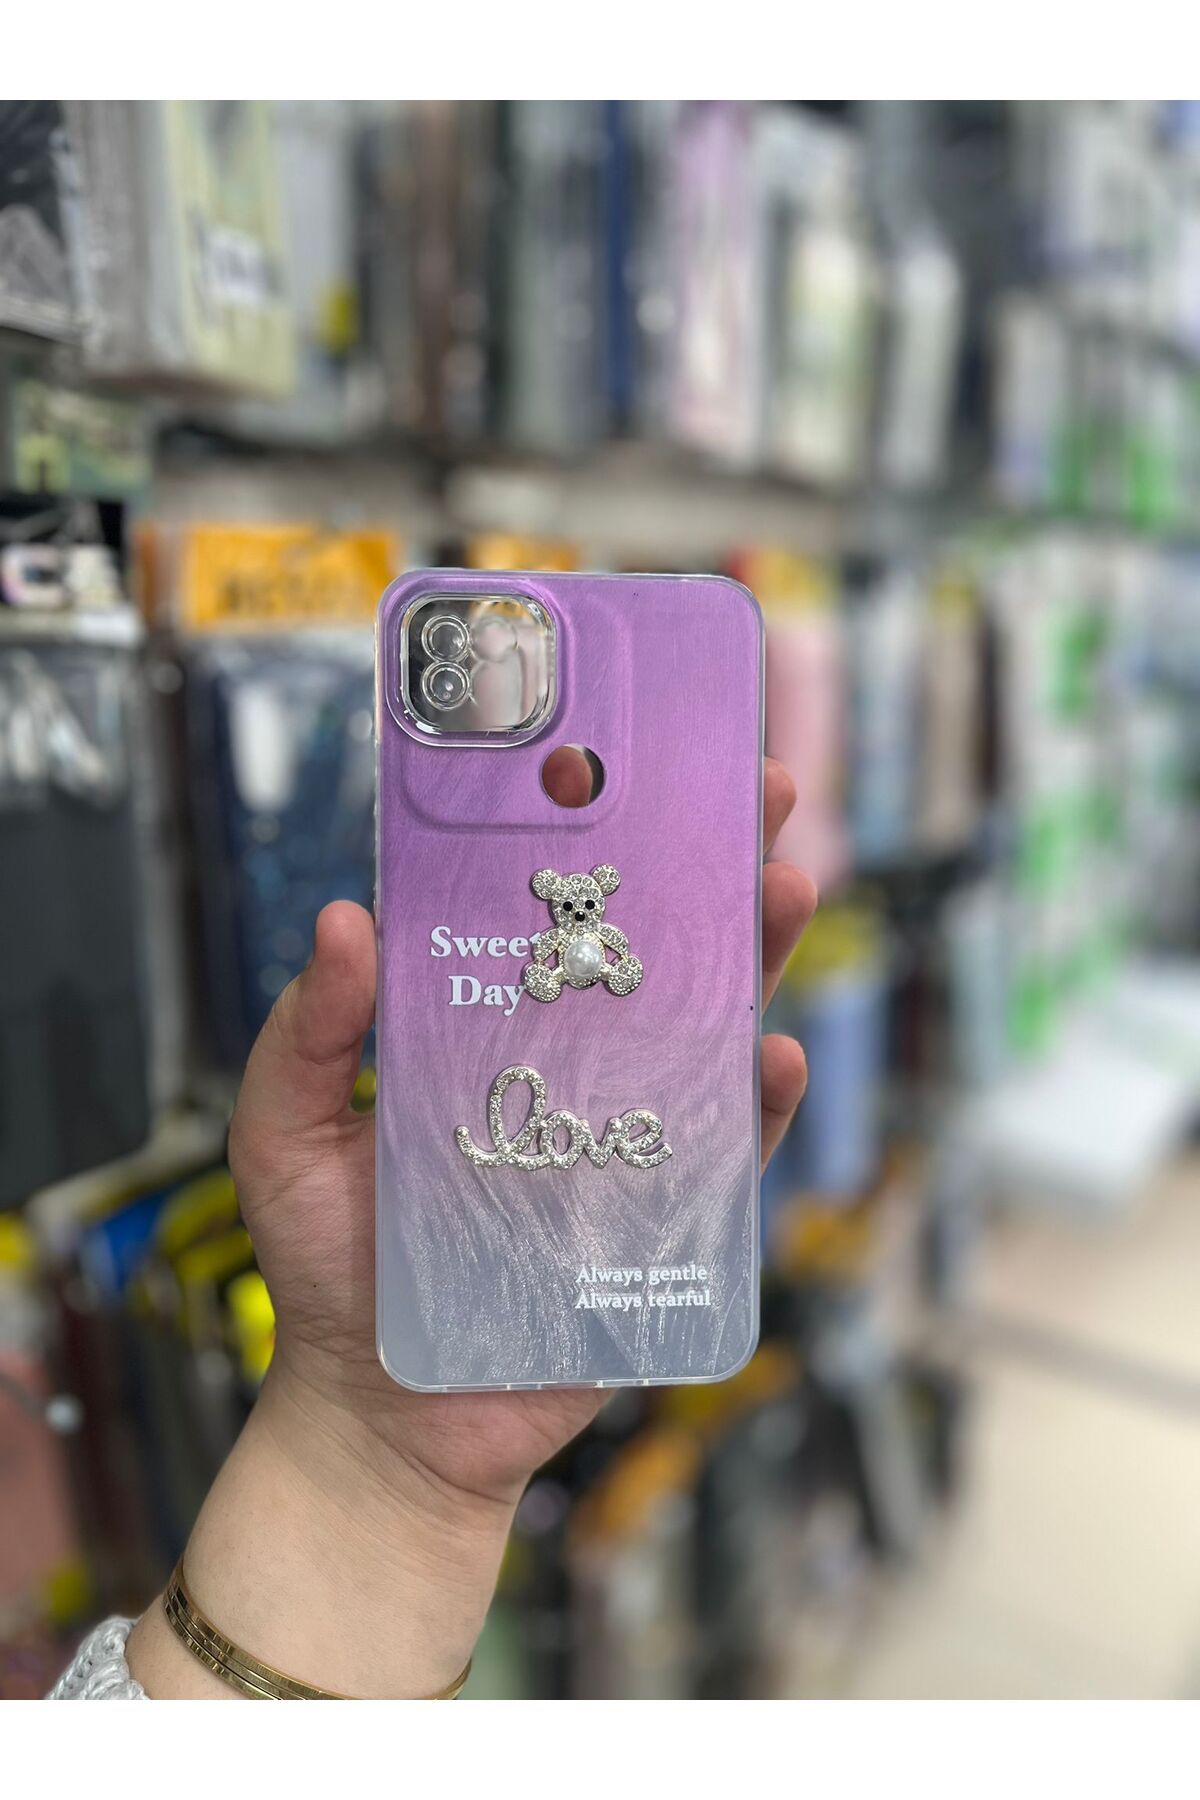 Sweet
Day
love
Always gentle
Always tearful